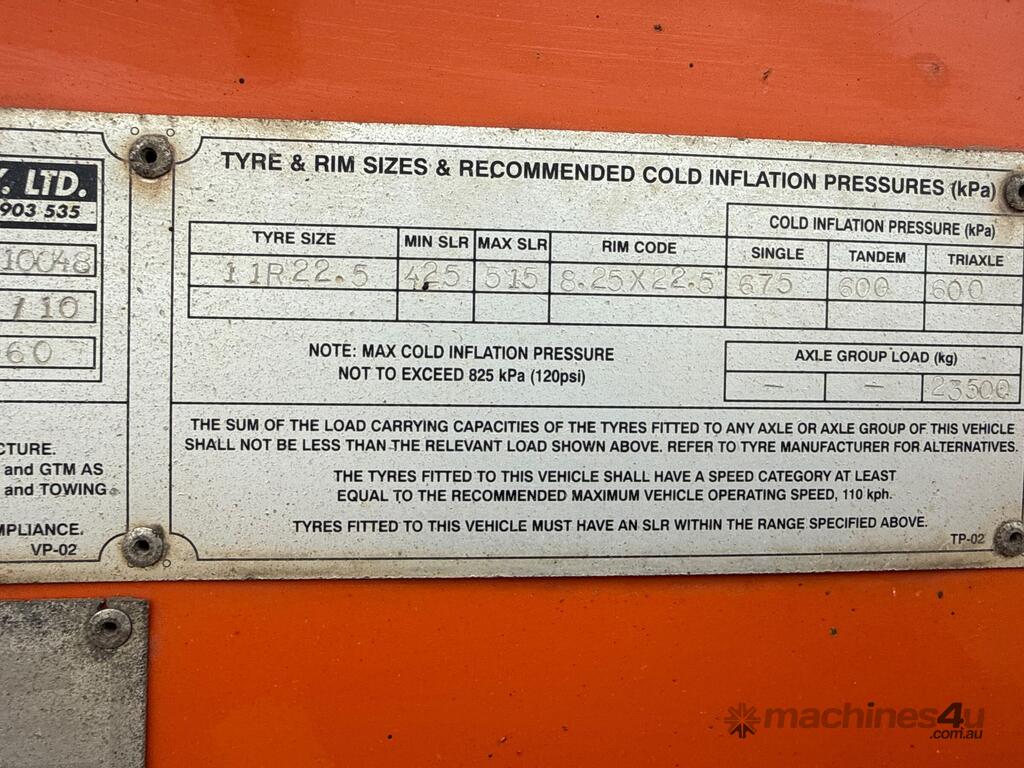 Y. LTD.
903 535
10048
/10
60
CTURE.
and GTM AS
and TOWING
MPLIANCE.
VP-02
TYRE & RIM SIZES & RECOMMENDED COLD INFLATION PRESSURES (kPa)
COLD INFLATION PRESSURE (kPa)
TYRE SIZE MIN SLR MAX SLR RIM CODE SINGLE TANDEM TRIAXLE
11R22.5 425 515 8.25X22.5 675 600 600
NOTE: MAX COLD INFLATION PRESSURE
NOT TO EXCEED 825 kPa (120psi)
AXLE GROUP LOAD (kg)
- - 23500
THE SUM OF THE LOAD CARRYING CAPACITIES OF THE TYRES FITTED TO ANY AXLE OR AXLE GROUP OF THIS VEHICLE
SHALL NOT BE LESS THAN THE RELEVANT LOAD SHOWN ABOVE. REFER TO TYRE MANUFACTURER FOR ALTERNATIVES.
THE TYRES FITTED TO THIS VEHICLE SHALL HAVE A SPEED CATEGORY AT LEAST
EQUAL TO THE RECOMMENDED MAXIMUM VEHICLE OPERATING SPEED, 110 kph.
TYRES FITTED TO THIS VEHICLE MUST HAVE AN SLR WITHIN THE RANGE SPECIFIED ABOVE.
TP-02
machines4u
.com.au